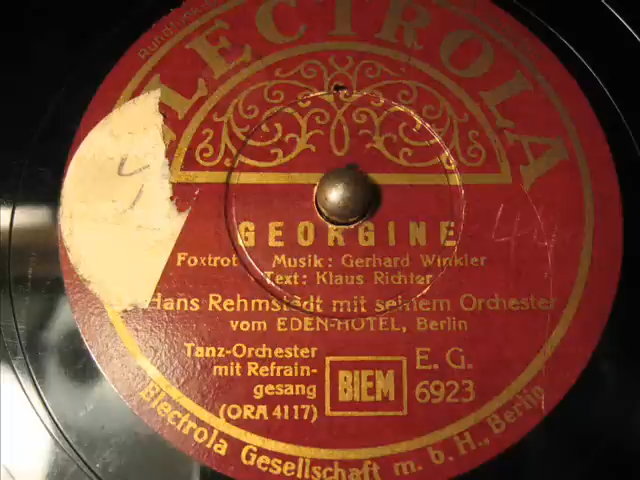 ELECTROLA
GEORGINE
Foxtrot Musik: Gerhard Winkler
Text: Klaus Richter
Hans Rehmstedt mit seinem Orchester
vom EDEN-HOTEL, Berlin
Tanz-Orchester
mit Refrain-
gesang
(ORA 4117)
BIEM
E. G.
6923
Electrola Gesellschaft m. b. H., Berlin